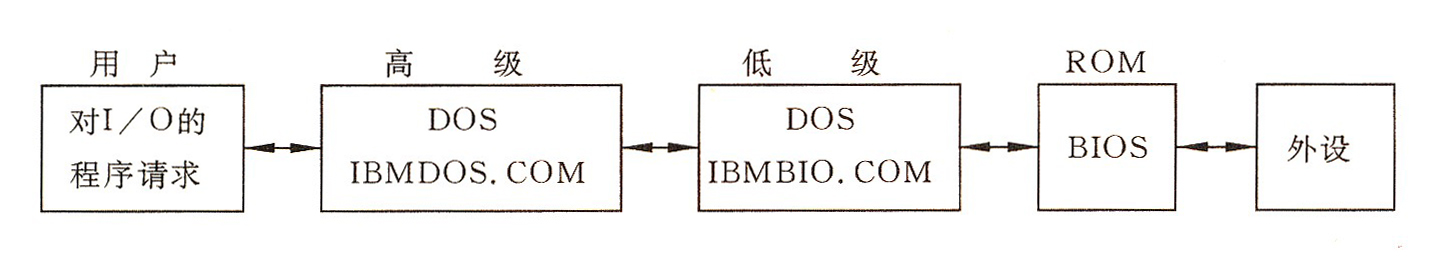 用 户
高 级
低 级
ROM
对I/O的
程序请求
DOS
IBMDOS.COM
DOS
IBMBIO.COM
BIOS
外设